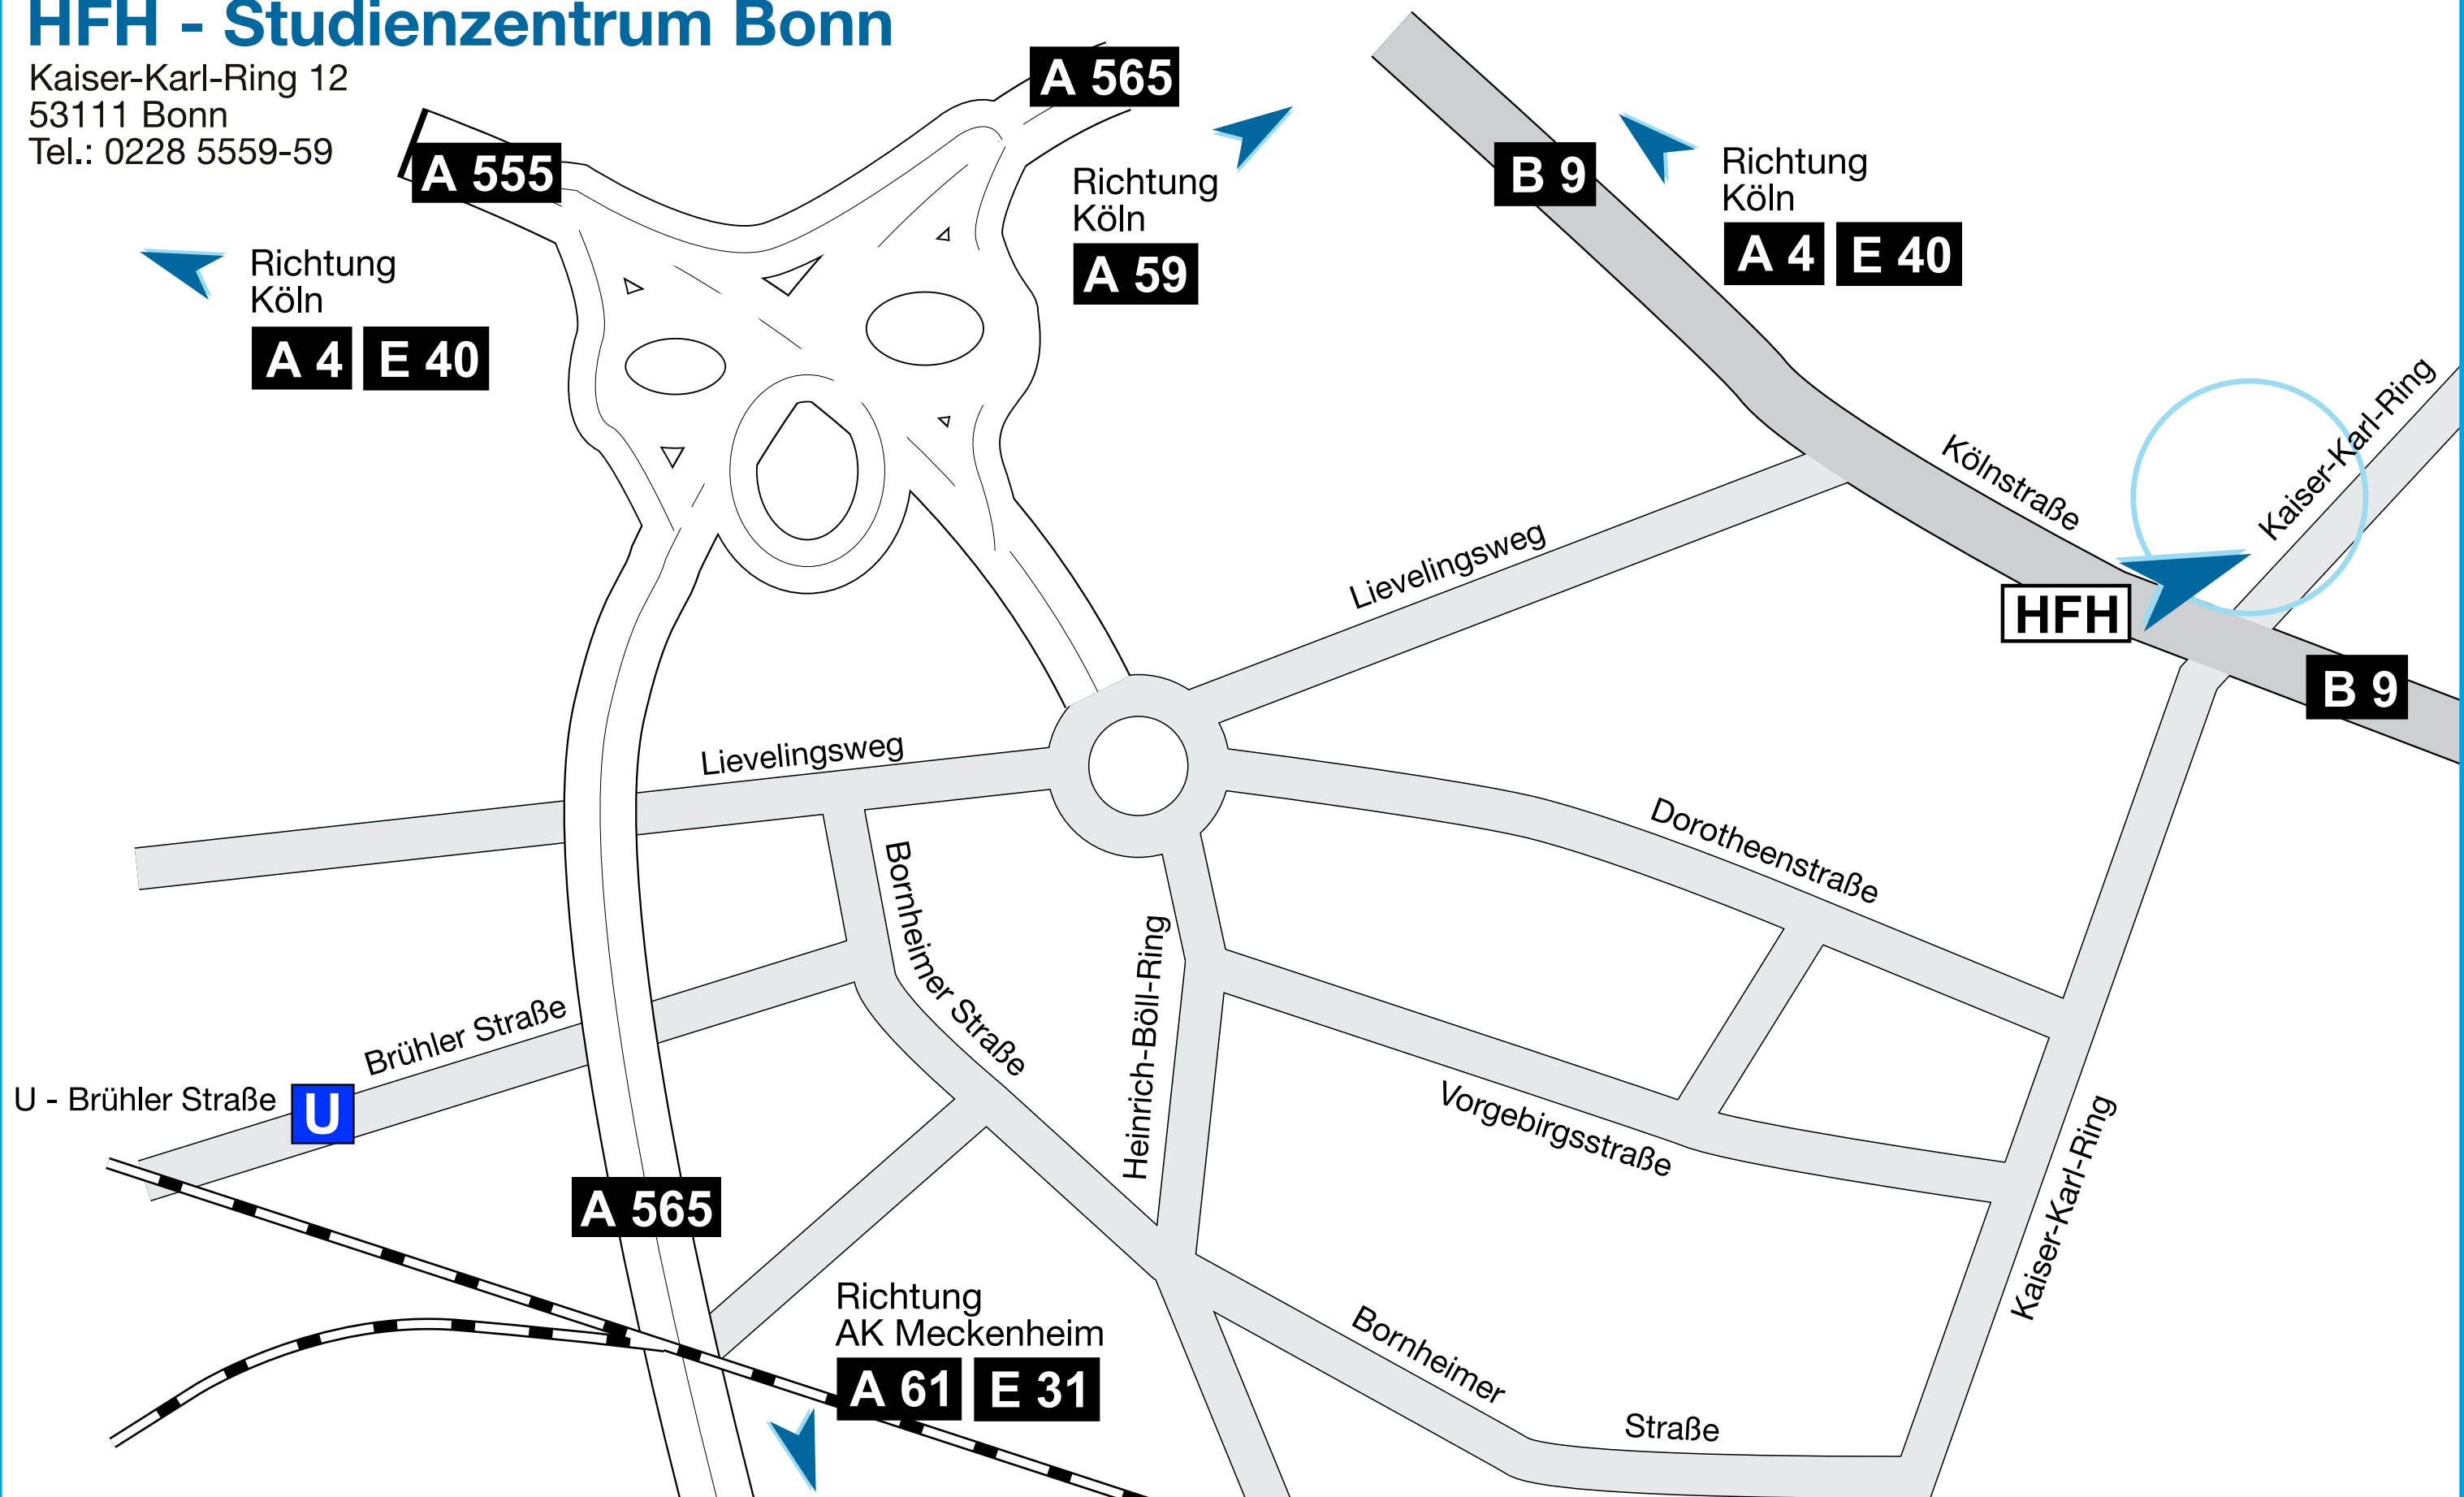 HFH - Studienzentrum Bonn
Kaiser-Karl-Ring 12
53111 Bonn
Tel.: 0228 5559-59
A 565
A 555
B 9
Richtung
Köln
A 4 E 40
Richtung
Köln
A 59
Richtung
Köln
A 4 E 40
Kaiser-Karl-Ring
Kölnstraße
Lievelingsweg
HFH
B 9
Lievelingsweg
Dorotheenstraße
Bornheimer Straße
Heinrich-Böll-Ring
Brühler Straße
U - Brühler Straße
U
Vorgebirgsstraße
Kaiser-Karl-Ring
A 565
Richtung
AK Meckenheim
A 61 E 31
Bornheimer
Straße